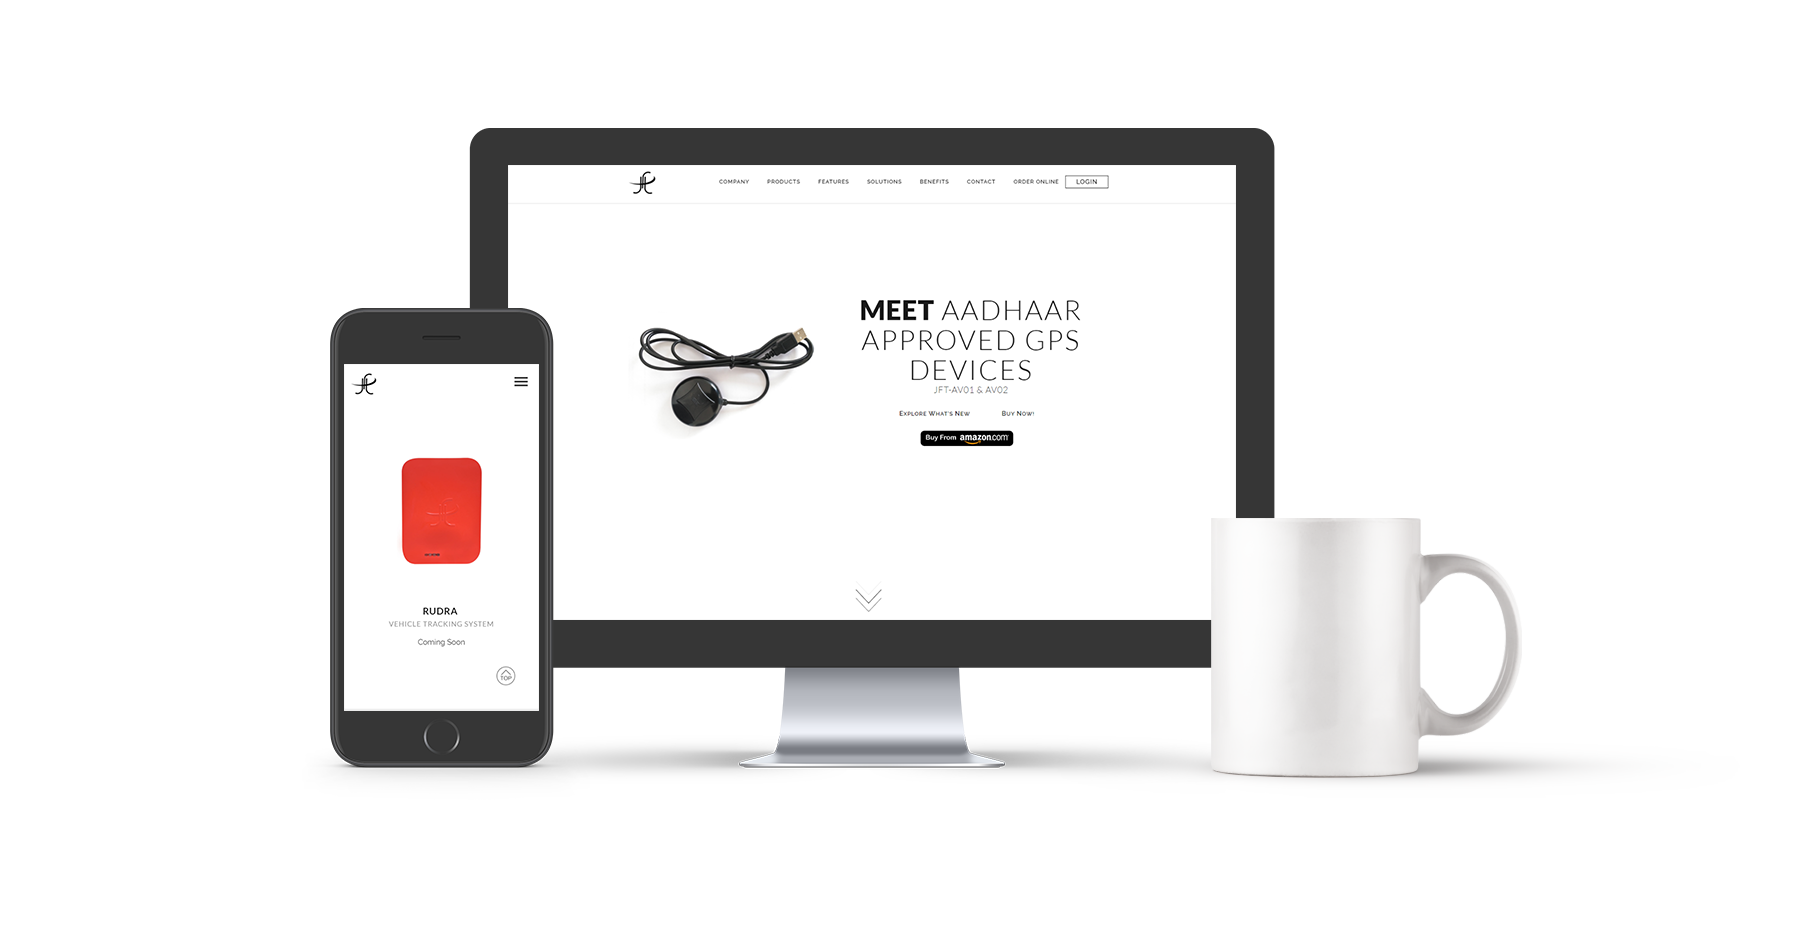 COMPANY PRODUCTS FEATURES SOLUTIONS BENEFITS CONTACT ORDER ONLINE LOGIN
MEET AADHAAR
APPROVED GPS
DEVICES
JFT-AV01 & AV02
EXPLORE WHAT'S NEW BUY NOW!
Buy From amazon.com
RUDRA
VEHICLE TRACKING SYSTEM
Coming Soon
TOP